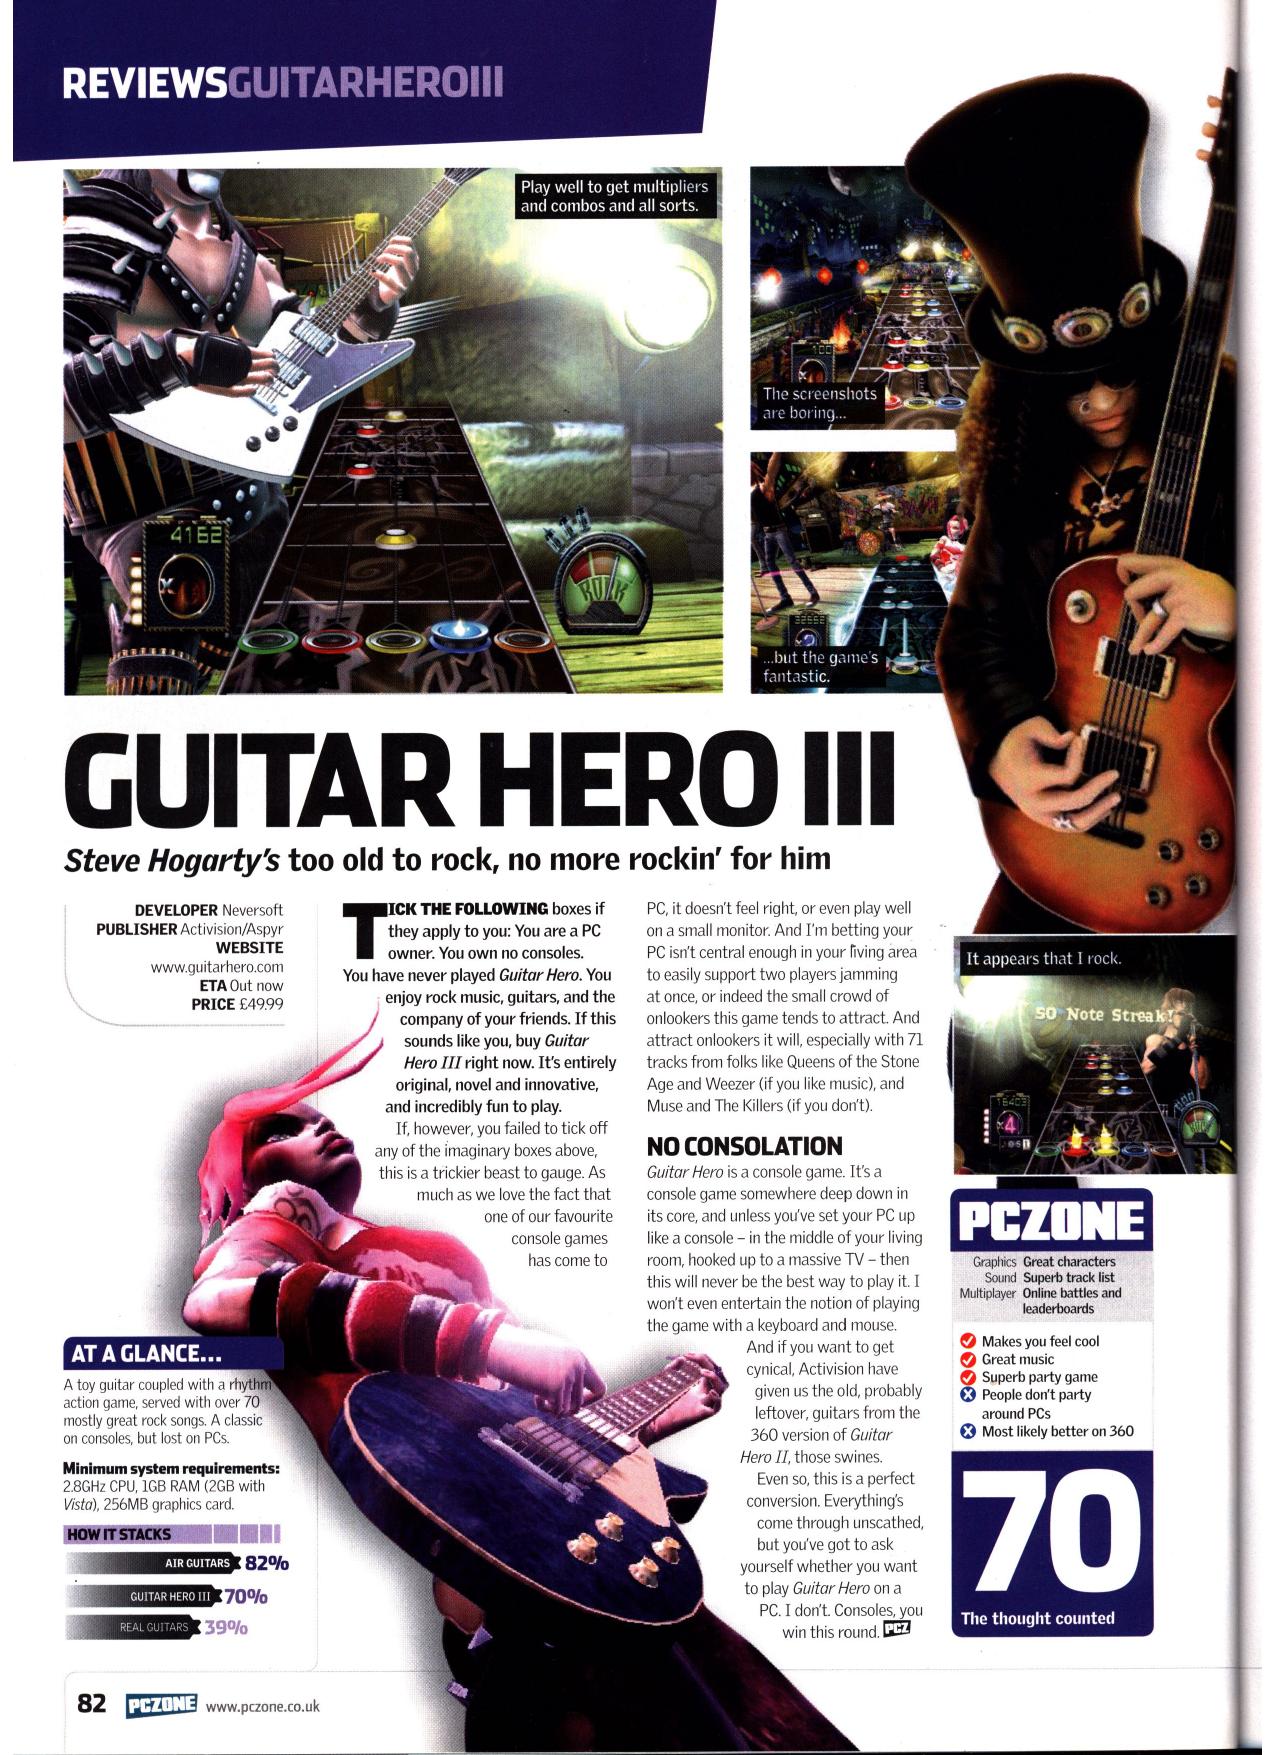 REVIEWSGUITARHEROIII
Play well to get multipliers
and combos and all sorts.
4162
ROCK
The screenshots
are boring...
100
...but the game's
fantastic.
GUITAR HERO III
Steve Hogarty's too old to rock, no more rockin' for him
DEVELOPER Neversoft
PUBLISHER Activision/Aspyr
WEBSITE
www.guitarhero.com
ETA Out now
PRICE £49.99
TICK THE FOLLOWING boxes if
they apply to you: You are a PC
owner. You own no consoles.
You have never played Guitar Hero. You
enjoy rock music, guitars, and the
company of your friends. If this
sounds like you, buy Guitar
Hero III right now. It's entirely
original, novel and innovative,
and incredibly fun to play.
If, however, you failed to tick off
any of the imaginary boxes above,
this is a trickier beast to gauge. As
much as we love the fact that
one of our favourite
console games
has come to
PC, it doesn't feel right, or even play well
on a small monitor. And I'm betting your
PC isn't central enough in your living area
to easily support two players jamming
at once, or indeed the small crowd of
onlookers this game tends to attract. And
attract onlookers it will, especially with 71
tracks from folks like Queens of the Stone
Age and Weezer (if you like music), and
Muse and The Killers (if you don't).
NO CONSOLATION
Guitar Hero is a console game. It's a
console game somewhere deep down in
its core, and unless you've set your PC up
like a console – in the middle of your living
room, hooked up to a massive TV – then
this will never be the best way to play it. I
won't even entertain the notion of playing
the game with a keyboard and mouse.
And if you want to get
cynical, Activision have
given us the old, probably
leftover, guitars from the
360 version of Guitar
Hero II, those swines.
Even so, this is a perfect
conversion. Everything's
come through unscathed,
but you've got to ask
yourself whether you want
to play Guitar Hero on a
PC. I don't. Consoles, you
win this round. PCZ
It appears that I rock.
50 Note Streak!
x4
AT A GLANCE...
A toy guitar coupled with a rhythm
action game, served with over 70
mostly great rock songs. A classic
on consoles, but lost on PCs.
Minimum system requirements:
2.8GHz CPU, 1GB RAM (2GB with
Vista), 256MB graphics card.
HOW IT STACKS
AIR GUITARS 82%
GUITAR HERO III 70%
REAL GUITARS 39%
PCZONE
Graphics Great characters
Sound Superb track list
Multiplayer Online battles and
leaderboards
Makes you feel cool
Great music
Superb party game
People don't party
around PCs
Most likely better on 360
70
The thought counted
82 PCZONE www.pczone.co.uk